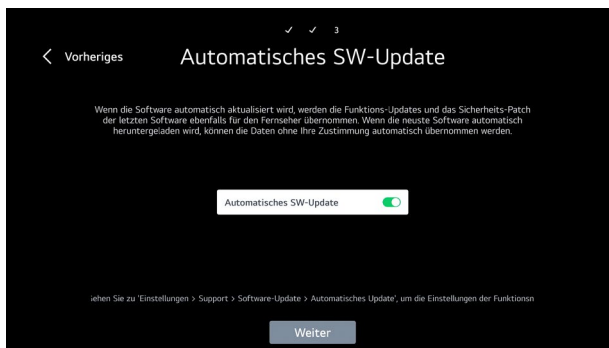 3
Vorheriges
Automatisches SW-Update
Wenn die Software automatisch aktualisiert wird, werden die Funktions-Updates und das Sicherheits-Patch
der letzten Software ebenfalls für den Fernseher übernommen. Wenn die neuste Software automatisch
heruntergeladen wird, können die Daten ohne Ihre Zustimmung automatisch übernommen werden.
Automatisches SW-Update
iehen Sie zu 'Einstellungen > Support > Software-Update > Automatisches Update', um die Einstellungen der Funktionsn
Weiter